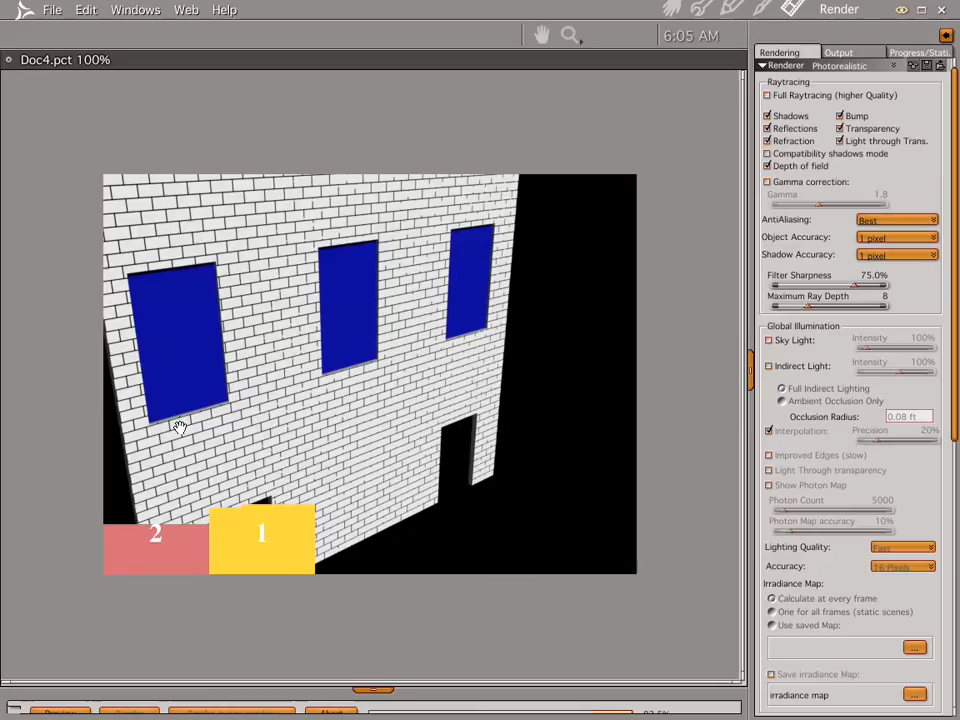 File Edit Windows Web Help
Render
6:05 AM
Doc4.pct 100%
Rendering Output Progress/Stati.
Renderer Photorealistic
Raytracing
Full Raytracing (higher Quality)
Shadows Bump
Reflections Transparency
Refraction Light through Trans.
Compatibility shadows mode
Depth of field
Gamma correction:
Gamma 1.8
AntiAliasing: Best
Object Accuracy: 1 pixel
Shadow Accuracy: 1 pixel
Filter Sharpness 75.0%
Maximum Ray Depth 8
Global Illumination
Sky Light: Intensity 100%
Indirect Light: Intensity 100%
Full Indirect Lighting
Ambient Occlusion Only
Occlusion Radius: 0.08 ft
Interpolation: Precision 20%
Improved Edges (slow)
Light Through transparency
Show Photon Map
Photon Count 5000
Photon Map accuracy 10%
Lighting Quality: Fast
Accuracy: 16 Pixels
Irradiance Map:
Calculate at every frame
One for all frames (static scenes)
Use saved Map:
...
Save irradiance Map:
irradiance map ...
2 1